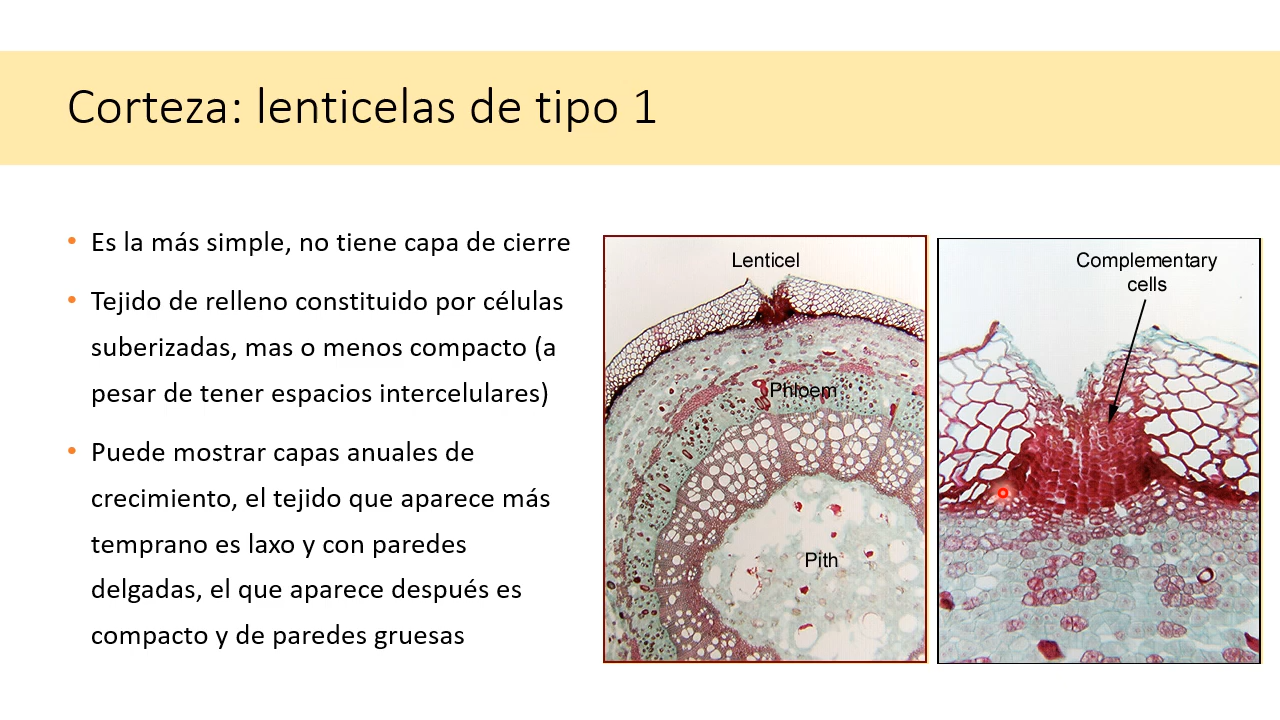 Corteza: lenticelas de tipo 1
• Es la más simple, no tiene capa de cierre
• Tejido de relleno constituido por células
suberizadas, mas o menos compacto (a
pesar de tener espacios intercelulares)
• Puede mostrar capas anuales de
crecimiento, el tejido que aparece más
temprano es laxo y con paredes
delgadas, el que aparece después es
compacto y de paredes gruesas
Lenticel
Phloem
Pith
Complementary
cells